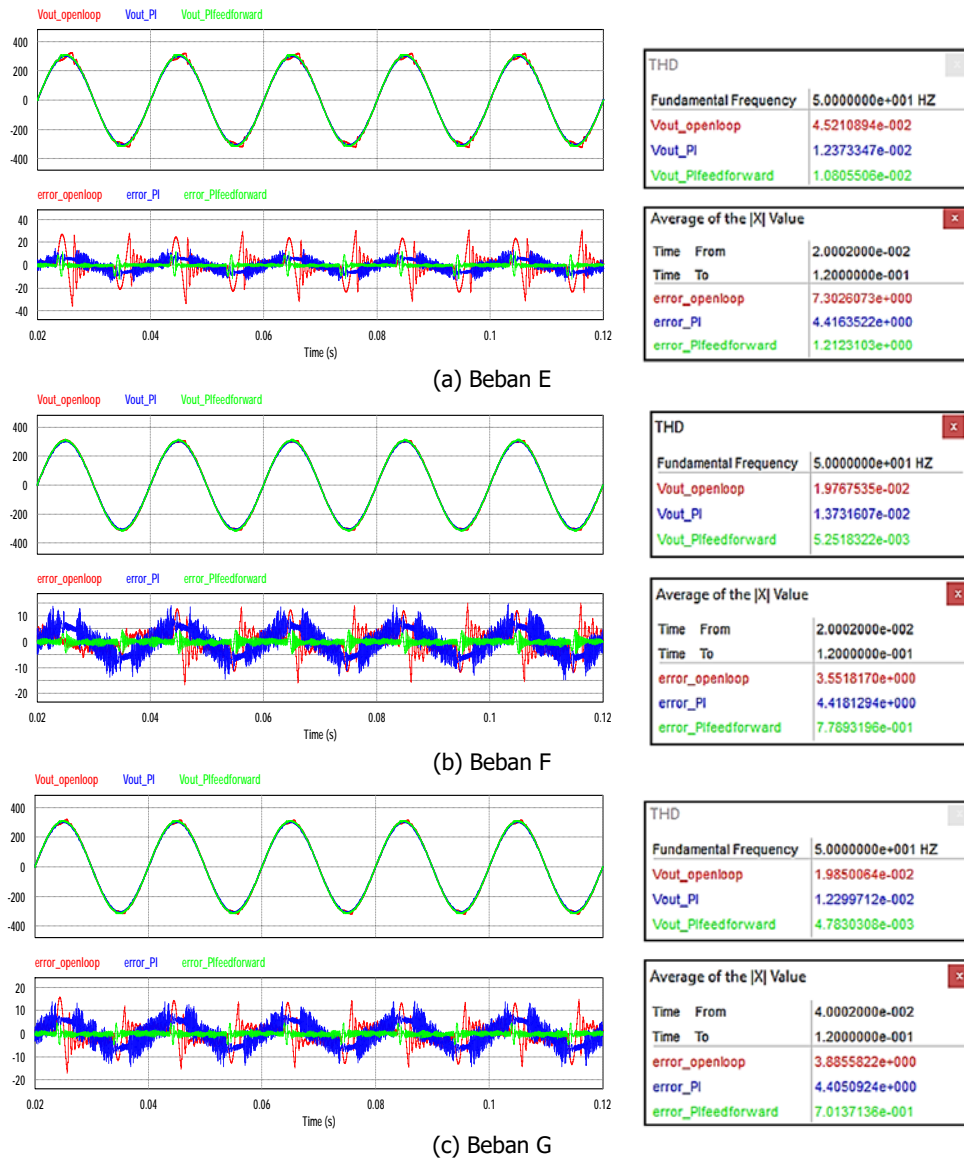 Vout_openloop Vout_PI Vout_PIfeedforward
400
200
0
-200
-400
error_openloop error_PI error_PIfeedforward
40
20
0
-20
-40
0.02 0.04 0.06 0.08 0.1 0.12
Time (s)
THD
Fundamental Frequency 5.0000000e+001 HZ
Vout_openloop 4.5210894e-002
Vout_PI 1.2373347e-002
Vout_PIfeedforward 1.0805506e-002
Average of the |X| Value
Time From 2.0002000e-002
Time To 1.2000000e-001
error_openloop 7.3026073e+000
error_PI 4.4163522e+000
error_PIfeedforward 1.2123103e+000
(a) Beban E
Vout_openloop Vout_PI Vout_PIfeedforward
400
200
0
-200
-400
error_openloop error_PI error_PIfeedforward
10
0
-10
-20
0.02 0.04 0.06 0.08 0.1 0.12
Time (s)
THD
Fundamental Frequency 5.0000000e+001 HZ
Vout_openloop 1.9767535e-002
Vout_PI 1.3731607e-002
Vout_PIfeedforward 5.2518322e-003
Average of the |X| Value
Time From 2.0002000e-002
Time To 1.2000000e-001
error_openloop 3.5518170e+000
error_PI 4.4181294e+000
error_PIfeedforward 7.7893196e-001
(b) Beban F
Vout_openloop Vout_PI Vout_PIfeedforward
400
200
0
-200
-400
error_openloop error_PI error_PIfeedforward
20
10
0
-10
-20
0.02 0.04 0.06 0.08 0.1 0.12
Time (s)
THD
Fundamental Frequency 5.0000000e+001 HZ
Vout_openloop 1.9850064e-002
Vout_PI 1.2299712e-002
Vout_PIfeedforward 4.7830308e-003
Average of the |X| Value
Time From 4.0002000e-002
Time To 1.2000000e-001
error_openloop 3.8855822e+000
error_PI 4.4050924e+000
error_PIfeedforward 7.0137136e-001
(c) Beban G